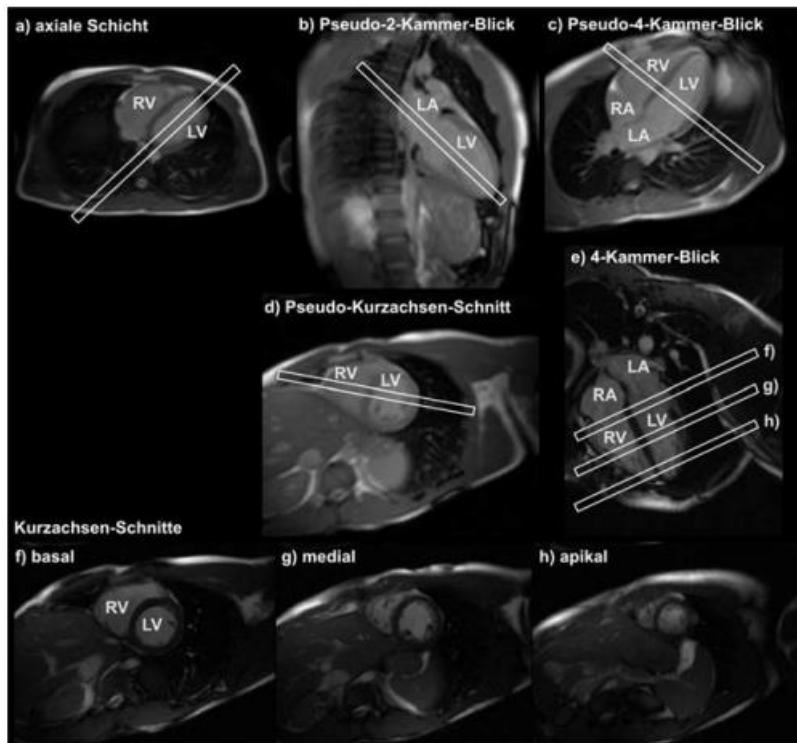 a) axiale Schicht
RV
LV
b) Pseudo-2-Kammer-Blick
LA
LV
c) Pseudo-4-Kammer-Blick
RV
LV
RA
LA
d) Pseudo-Kurzachsen-Schnitt
RV
LV
e) 4-Kammer-Blick
LA
RA
LV
RV
f)
g)
h)
Kurzachsen-Schnitte
f) basal
RV
LV
g) medial
h) apikal